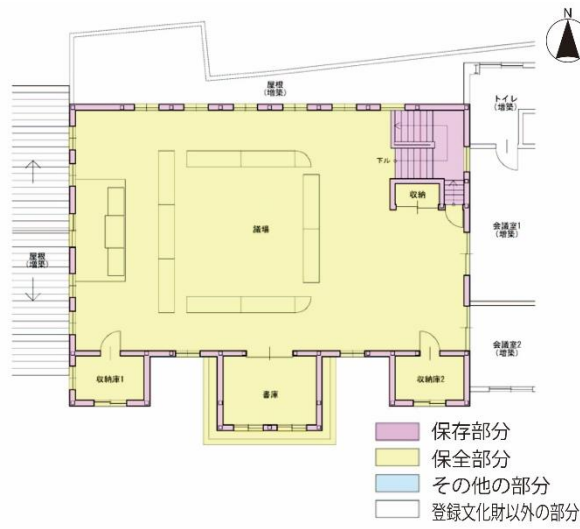 N
屋根
(増築)
トイレ
(増築)
下ル
収納
議場
会議室1
(増築)
屋根
(増築)
会議室2
(増築)
収納庫1
書庫
収納庫2
保存部分
保全部分
その他の部分
登録文化財以外の部分